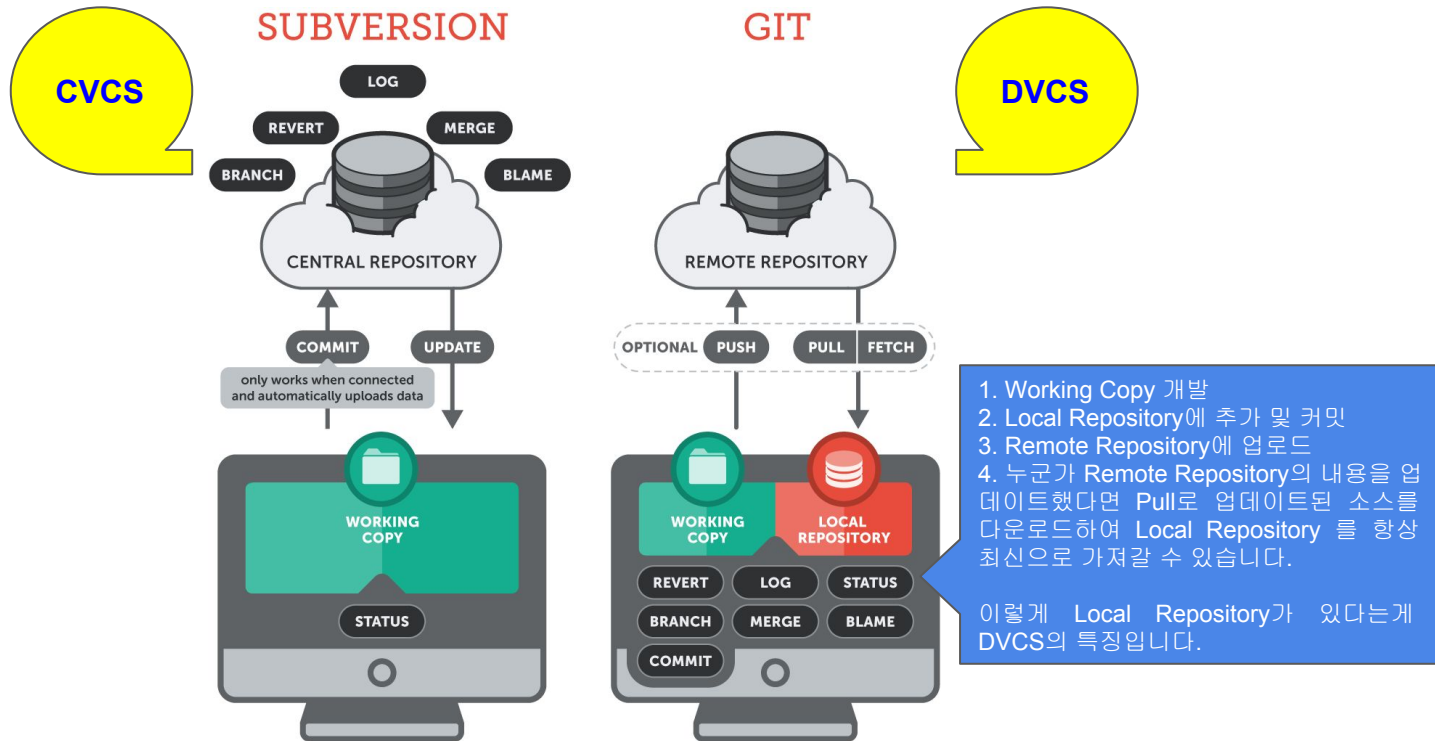 SUBVERSION
GIT
CVCS
DVCS
LOG
REVERT
MERGE
BRANCH
BLAME
CENTRAL REPOSITORY
REMOTE REPOSITORY
COMMIT
UPDATE
only works when connected
and automatically uploads data
OPTIONAL
PUSH
PULL
FETCH
WORKING
COPY
STATUS
WORKING
COPY
LOCAL
REPOSITORY
REVERT
LOG
STATUS
BRANCH
MERGE
BLAME
COMMIT
1. Working Copy 개발
2. Local Repository에 추가 및 커밋
3. Remote Repository에 업로드
4. 누군가 Remote Repository의 내용을 업
데이트했다면 Pull로 업데이트된 소스를
다운로드하여 Local Repository 를 항상
최신으로 가져갈 수 있습니다.
이렇게 Local Repository가 있다는게
DVCS의 특징입니다.